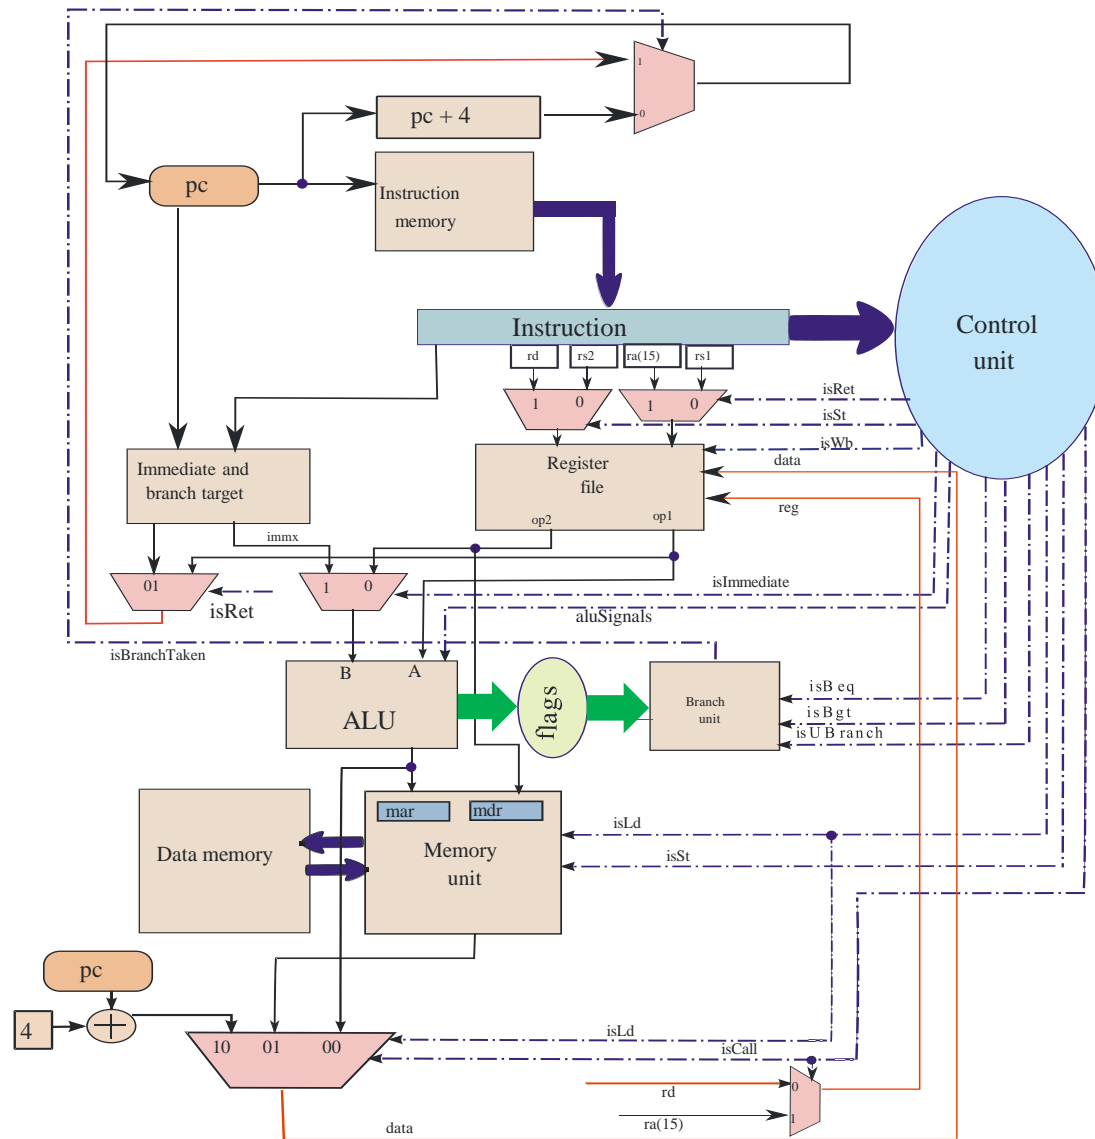 1
pc + 4
0
pc
Instruction
memory
Instruction
Control
unit
rd
rs2
ra(15)
rs1
1
0
1
0
isRet
isSt
isWb
data
reg
Register
file
op2
op1
Immediate and
branch target
immx
01
isRet
1
0
isImmediate
aluSignals
isBranchTaken
B
A
ALU
flags
Branch
unit
isBeq
isBgt
isUBranch
mar
mdr
Data memory
Memory
unit
isLd
isSt
pc
4
10
01
00
isLd
isCall
rd
0
ra(15)
1
data